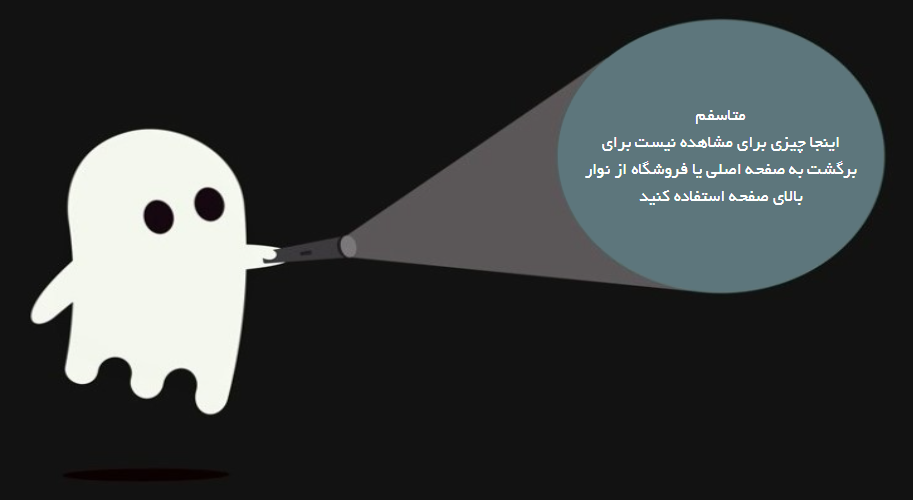 متاسفم
اینجا چیزی برای مشاهده نیست برای
برگشت به صفحه اصلی یا فروشگاه از نوار
بالای صفحه استفاده کنید